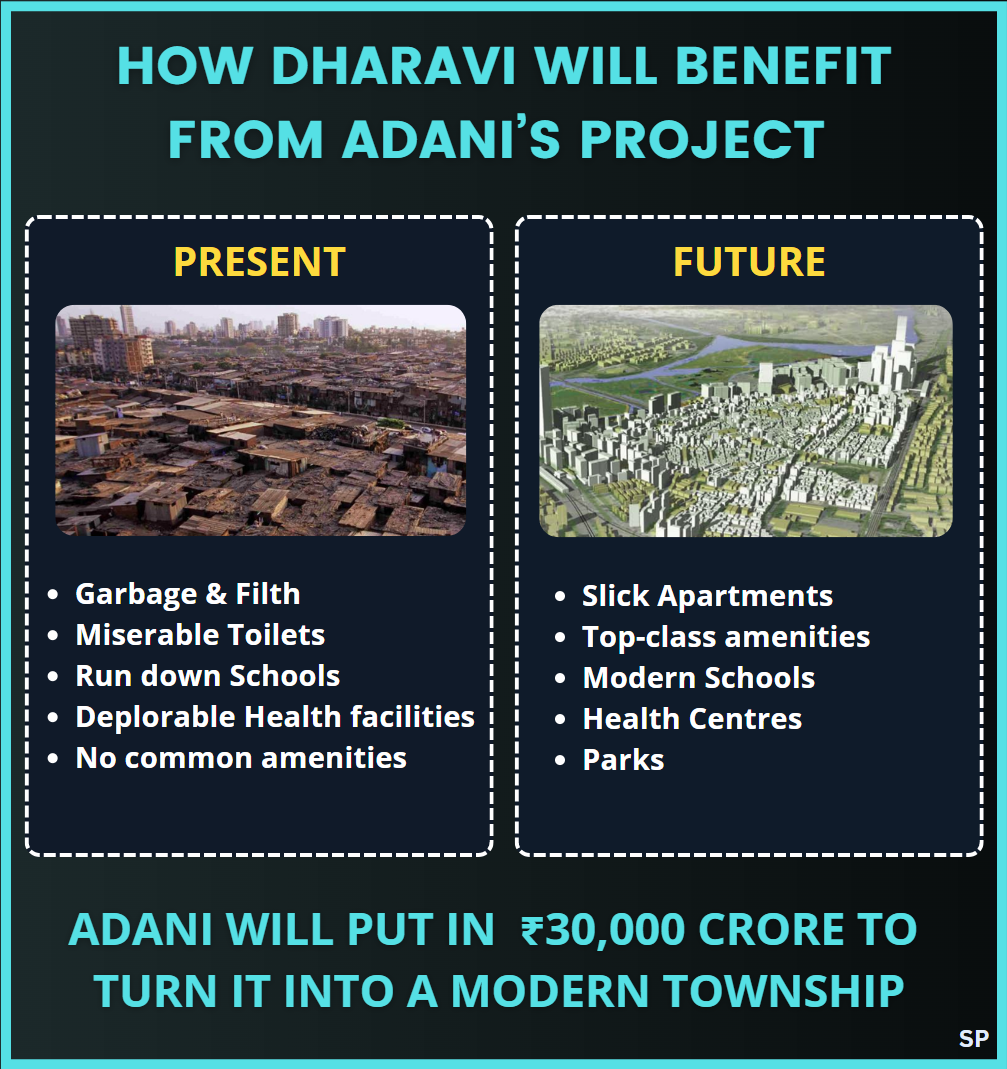 HOW DHARAVI WILL BENEFIT
FROM ADANI'S PROJECT
PRESENT
Garbage & Filth
Miserable Toilets
Run down Schools
Deplorable Health facilities
No common amenities
FUTURE
Slick Apartments
Top-class amenities
Modern Schools
Health Centres
Parks
ADANI WILL PUT IN ₹30,000 CRORE TO
TURN IT INTO A MODERN TOWNSHIP
SP